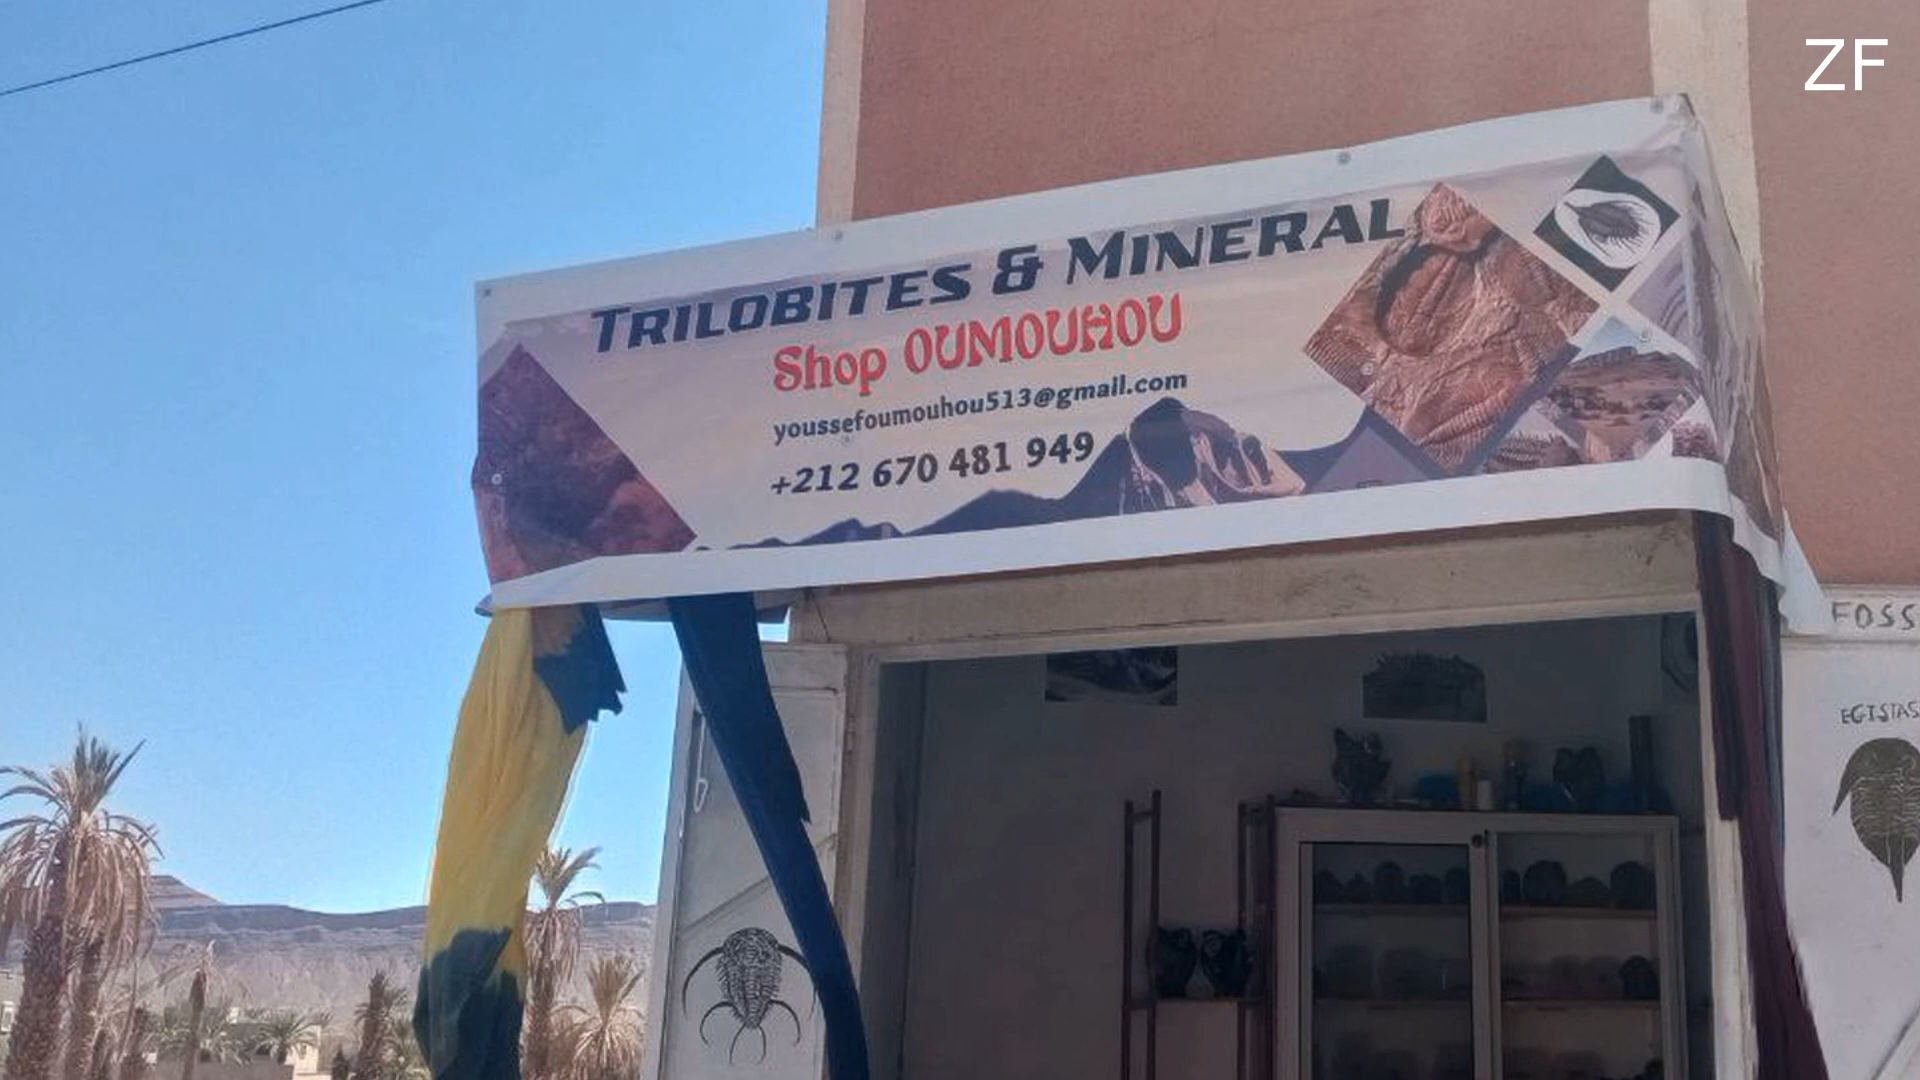 ZF
TRILOBITES & MINERAL
Shop OUMOUHOU
youssefoumouhou513@gmail.com
+212 670 481 949
FOSS
EGISTAS